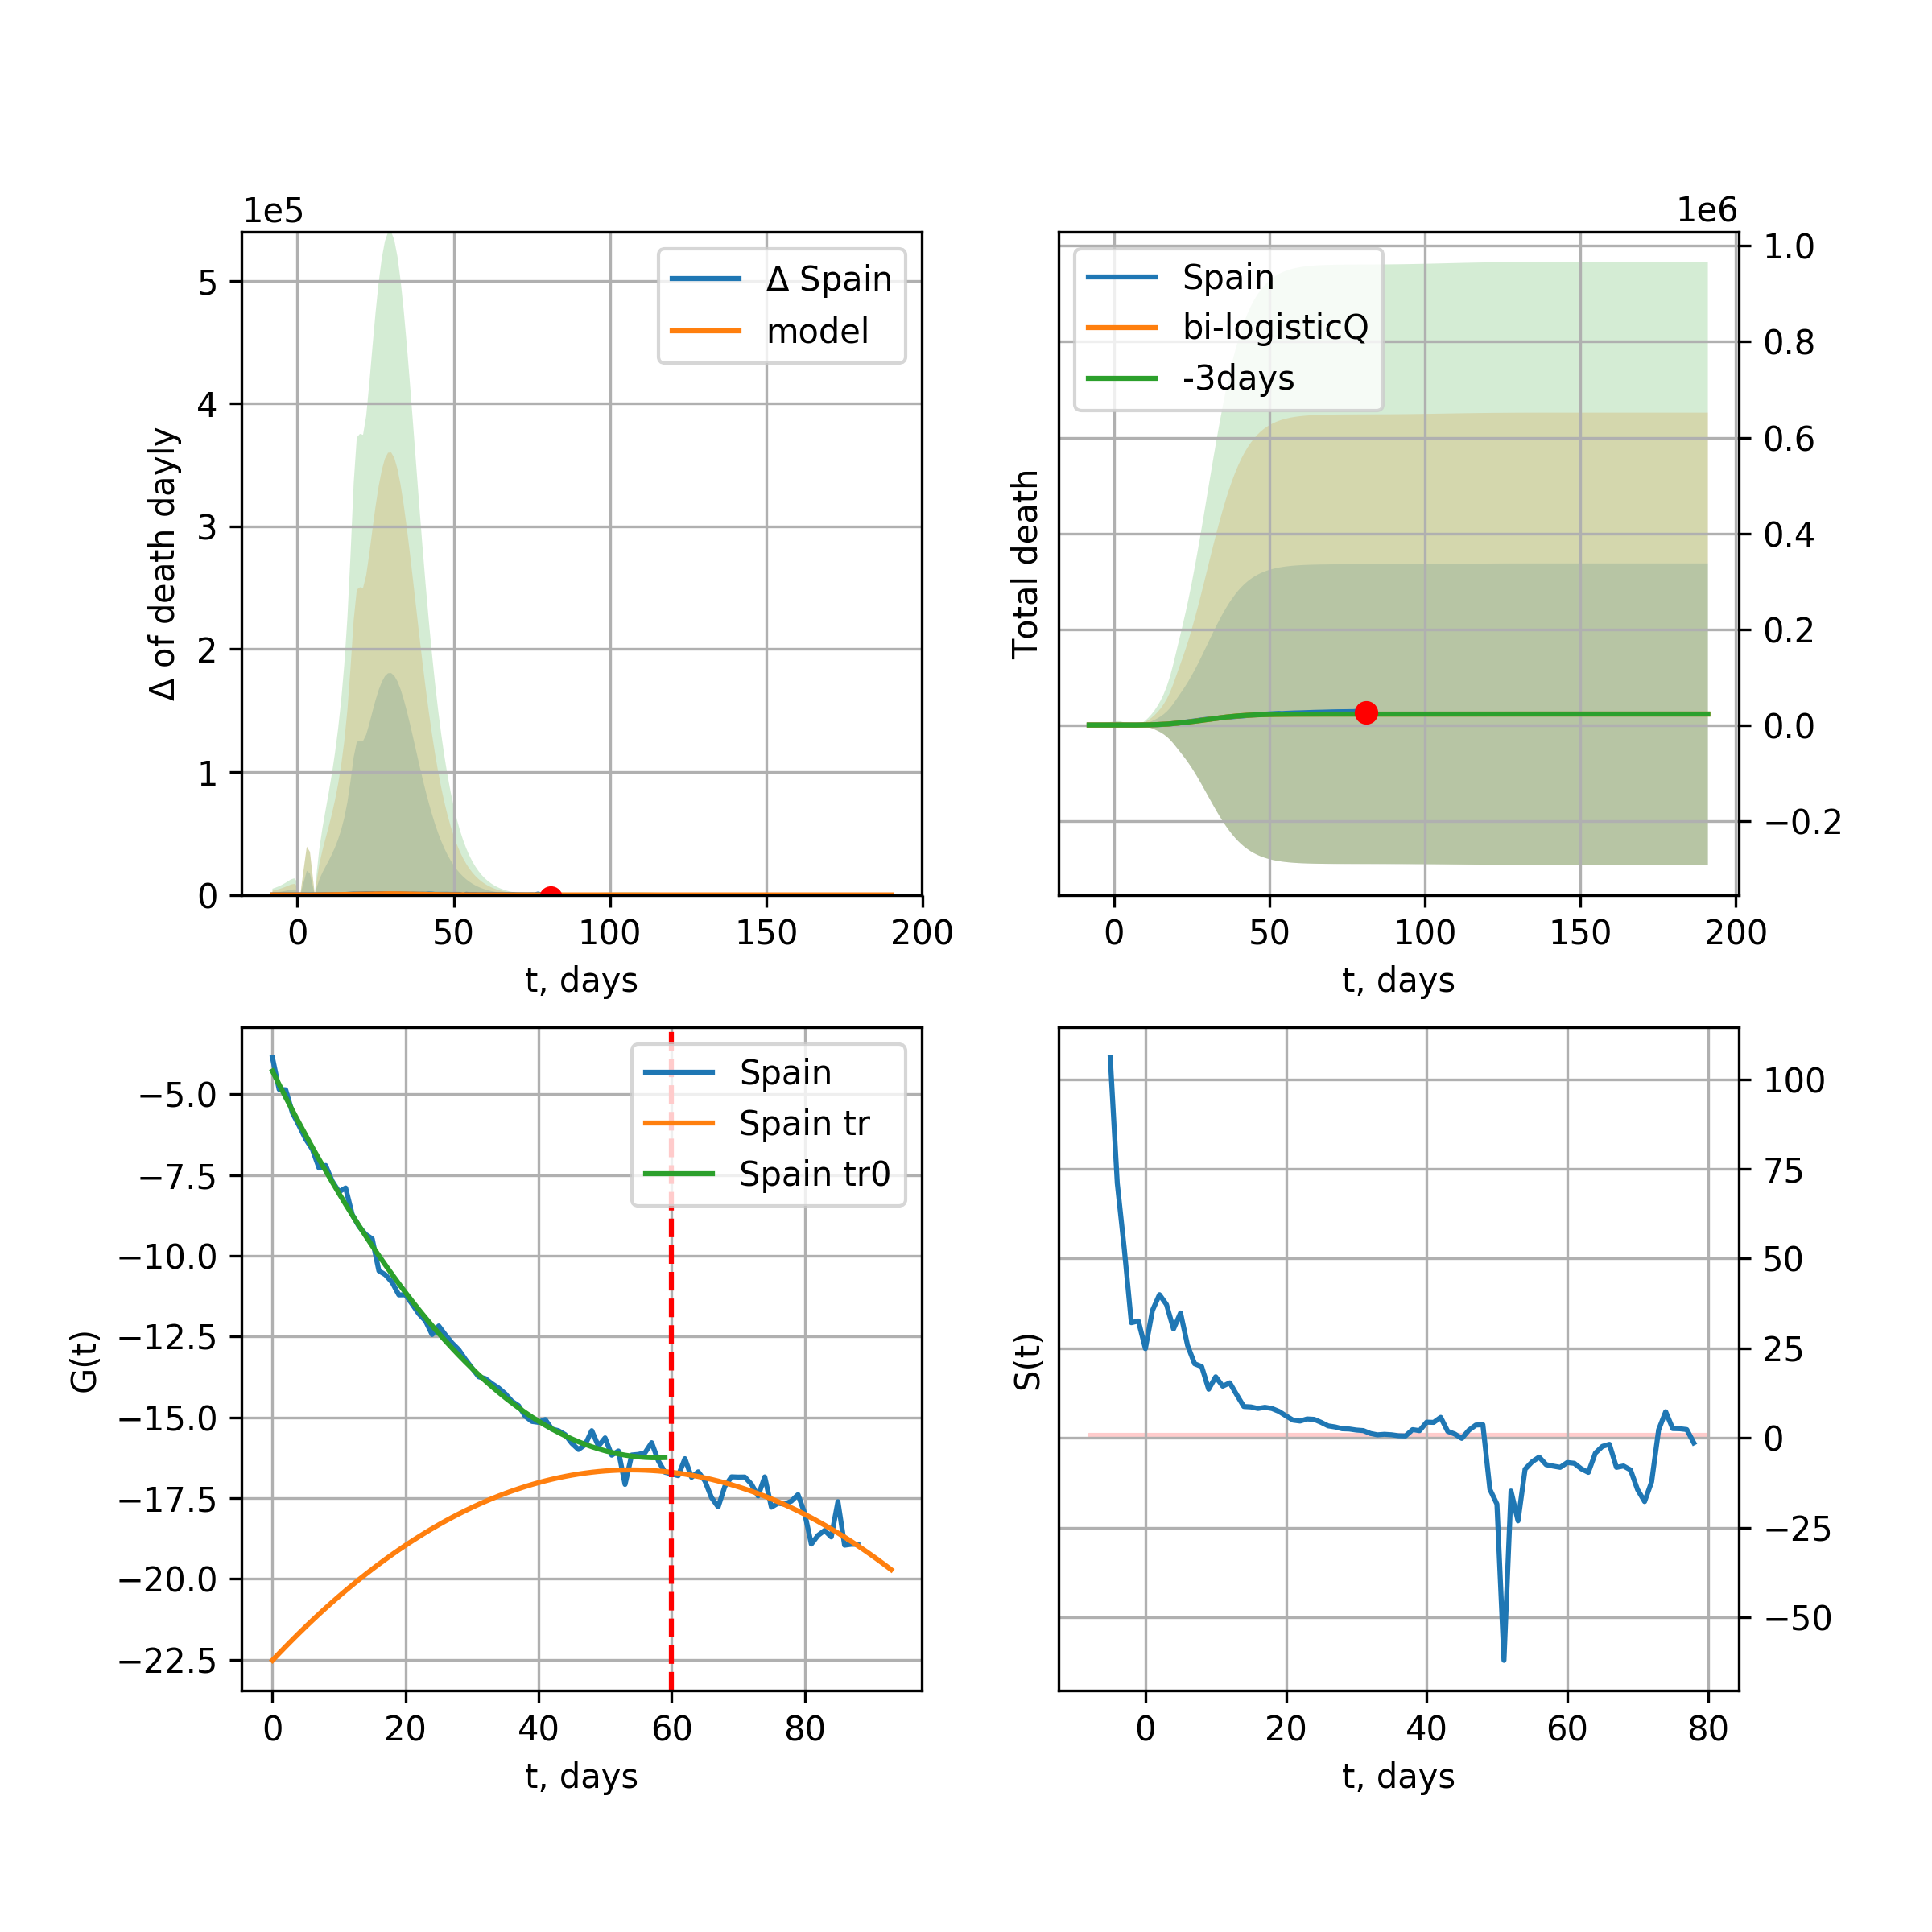 1e5
Δ of death dayly
5
4
3
2
1
0
0
50
100
150
200
t, days
Δ Spain
model
1e6
Total death
1.0
0.8
0.6
0.4
0.2
0.0
−0.2
0
50
100
150
200
t, days
Spain
bi-logisticQ
-3days
G(t)
−5.0
−7.5
−10.0
−12.5
−15.0
−17.5
−20.0
−22.5
0
20
40
60
80
t, days
Spain
Spain tr
Spain tr0
S(t)
100
75
50
25
0
−25
−50
0
20
40
60
80
t, days